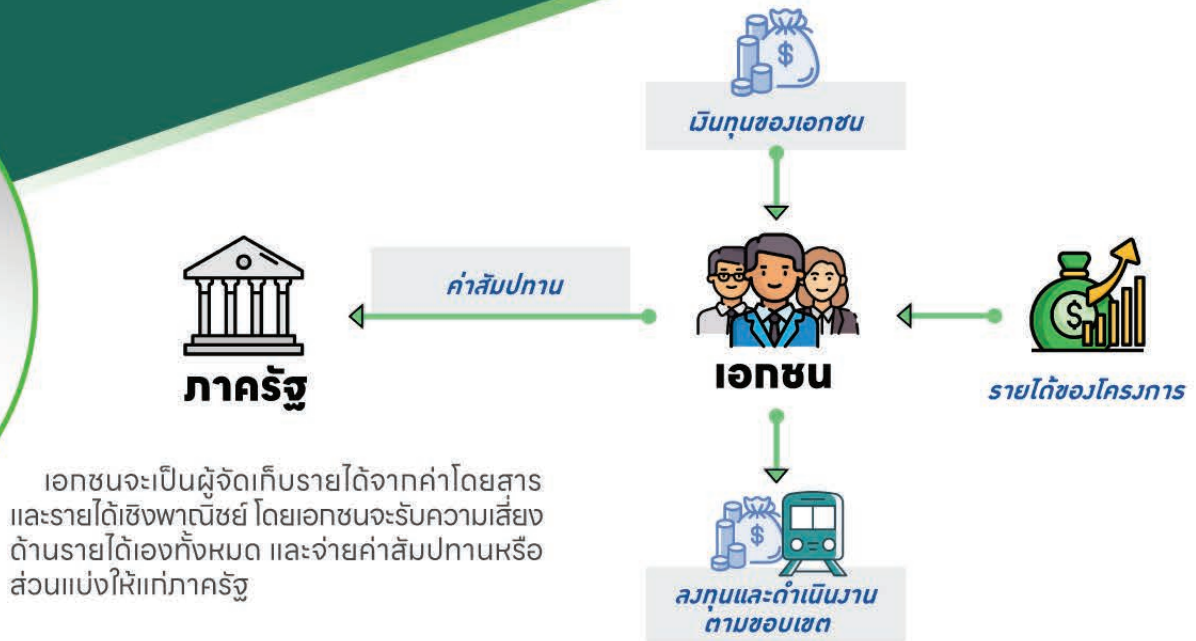 เงินทุนของเอกชน
ค่าสัมปทาน
ภาครัฐ
เอกชน
รายได้ของโครงการ
เอกชนจะเป็นผู้จัดเก็บรายได้จากค่าโดยสาร
และรายได้เชิงพาณิชย์ โดยเอกชนจะรับความเสี่ยง
ด้านรายได้เองทั้งหมด และจ่ายค่าสัมปทานหรือ
ส่วนแบ่งให้แก่ภาครัฐ
ลงทุนและดำเนินงาน
ตามขอบเขต